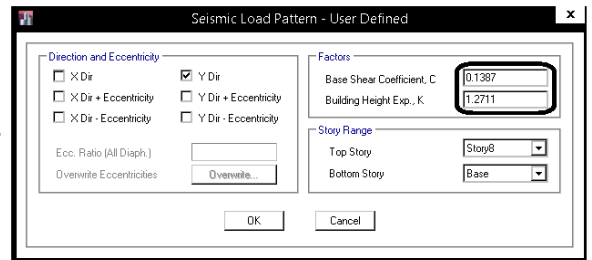 Seismic Load Pattern - User Defined
x
Direction and Eccentricity
X Dir
Y Dir
X Dir + Eccentricity
Y Dir + Eccentricity
X Dir - Eccentricity
Y Dir - Eccentricity
Ecc. Ratio (All Diaph.)
Overwrite Eccentricities
Overwrite...
Factors
Base Shear Coefficient, C
0.1387
Building Height Exp., K
1.2711
Story Range
Top Story
Story8
Bottom Story
Base
OK
Cancel